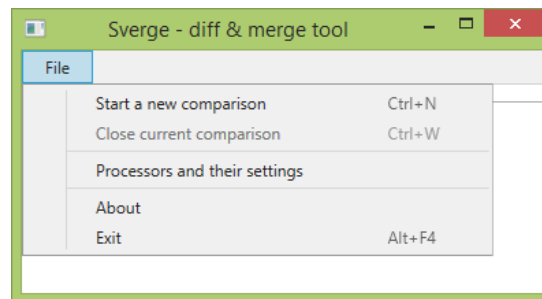 Sverge - diff & merge tool
File
Start a new comparison Ctrl+N
Close current comparison Ctrl+W
Processors and their settings
About
Exit Alt+F4